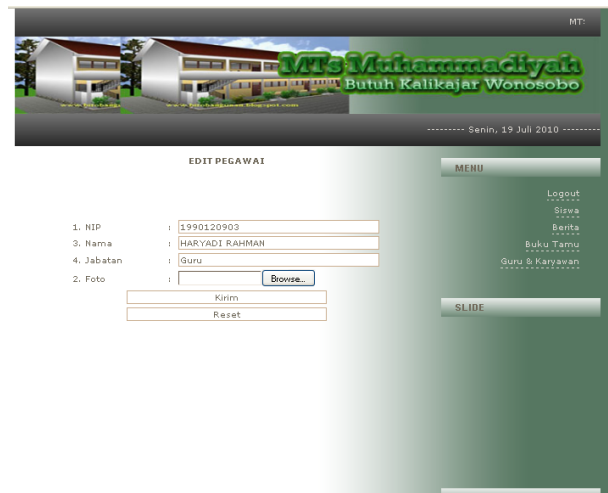 MT
MTs Muhammadiyah
Butuh Kalikajar Wonosobo
--------- Senin, 19 Juli 2010 ---------
EDIT PEGAWAI
1. NIP : 1990120903
3. Nama : HARYADI RAHMAN
4. Jabatan : Guru
2. Foto : Browse...
Kirim
Reset
MENU
Logout
Siswa
Berita
Buku Tamu
Guru & Karyawan
SLIDE